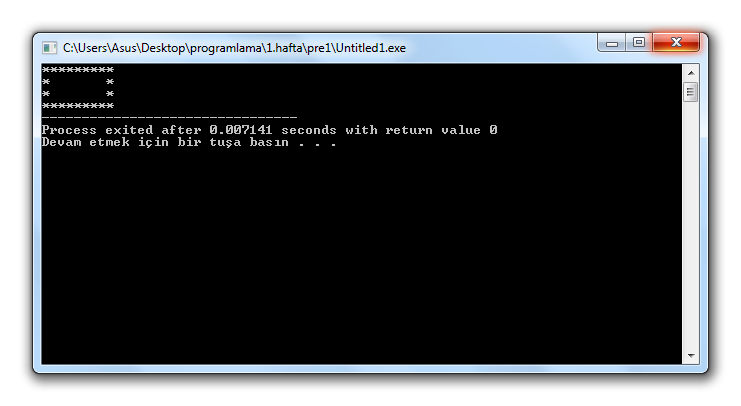 C:\Users\Asus\Desktop\programlama\1.hafta\pre1\Untitled1.exe
*********
*       *
*       *
*********
--------------------------------
Process exited after 0.007141 seconds with return value 0
Devam etmek için bir tuşa basın . . .